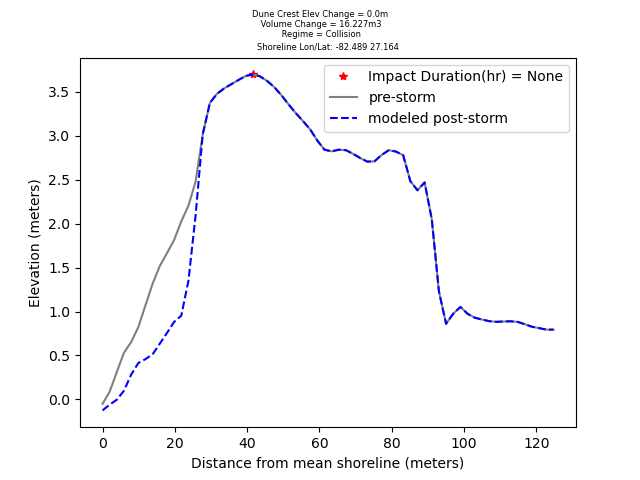 Dune Crest Elev Change = 0.0m
Volume Change = 16.227m3
Regime = Collision
Shoreline Lon/Lat: -82.489 27.164
Impact Duration(hr) = None
pre-storm
modeled post-storm
Elevation (meters)
3.5
3.0
2.5
2.0
1.5
1.0
0.5
0.0
0 20 40 60 80 100 120
Distance from mean shoreline (meters)